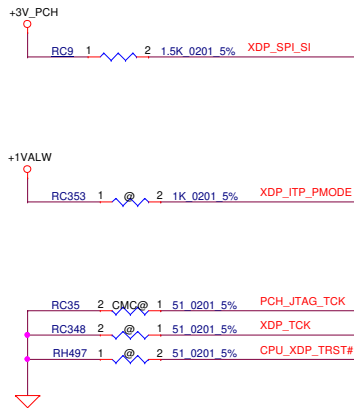 +3V_PCH
RC9 1 2 1.5K_0201_5% XDP_SPI_SI
+1VALW
RC353 1 @ 2 1K_0201_5% XDP_ITP_PMODE
RC35 2 CMC@ 1 51_0201_5% PCH_JTAG_TCK
RC348 2 @ 1 51_0201_5% XDP_TCK
RH497 1 @ 2 51_0201_5% CPU_XDP_TRST#